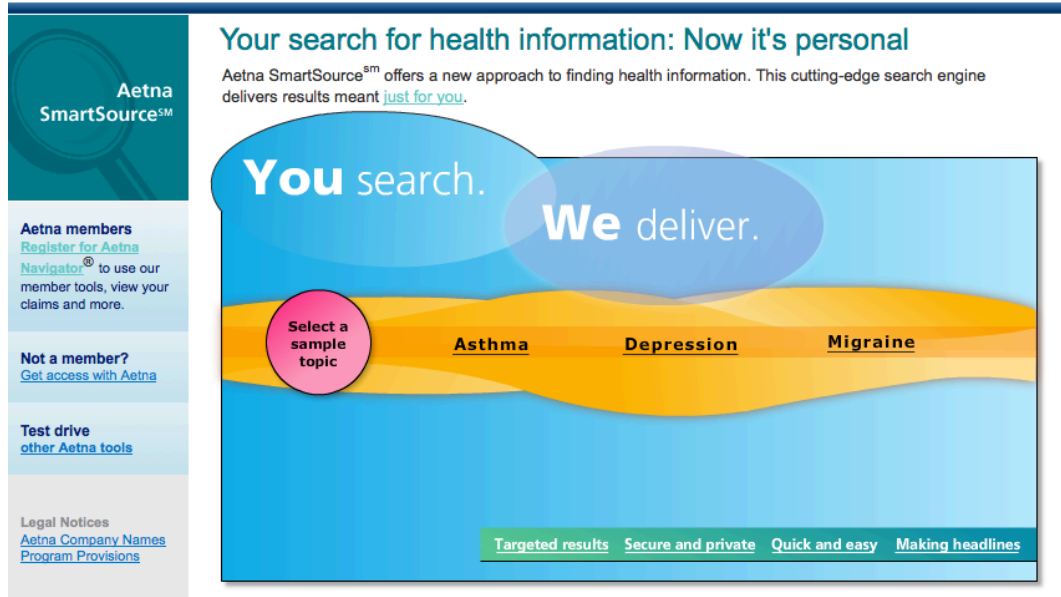 Aetna
SmartSource℠
Aetna members
Register for Aetna
Navigator® to use our
member tools, view your
claims and more.
Not a member?
Get access with Aetna
Test drive
other Aetna tools
Legal Notices
Aetna Company Names
Program Provisions
Your search for health information: Now it's personal
Aetna SmartSource℠ offers a new approach to finding health information. This cutting-edge search engine
delivers results meant just for you.
You search.
We deliver.
Select a
sample
topic
Asthma
Depression
Migraine
Targeted results Secure and private Quick and easy Making headlines